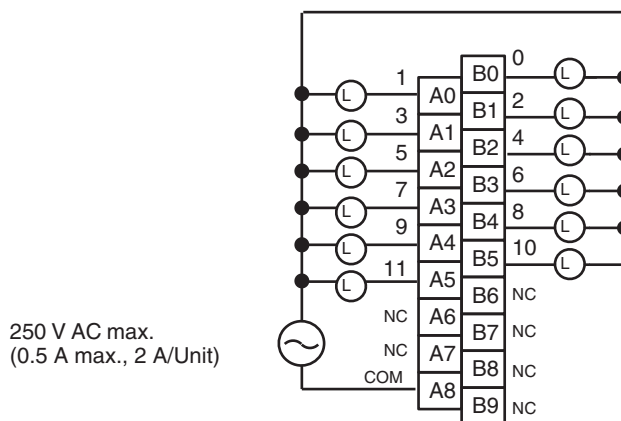 0
1 L A0 B0 L
2
3 L A1 B1 L
4
5 L A2 B2 L
6
7 L A3 B3 L
8
9 L A4 B4 L
10
11 L A5 B5 L
NC A6 B6 NC
NC A7 B7 NC
COM A8 B8 NC
B9 NC
250 V AC max.
(0.5 A max., 2 A/Unit)